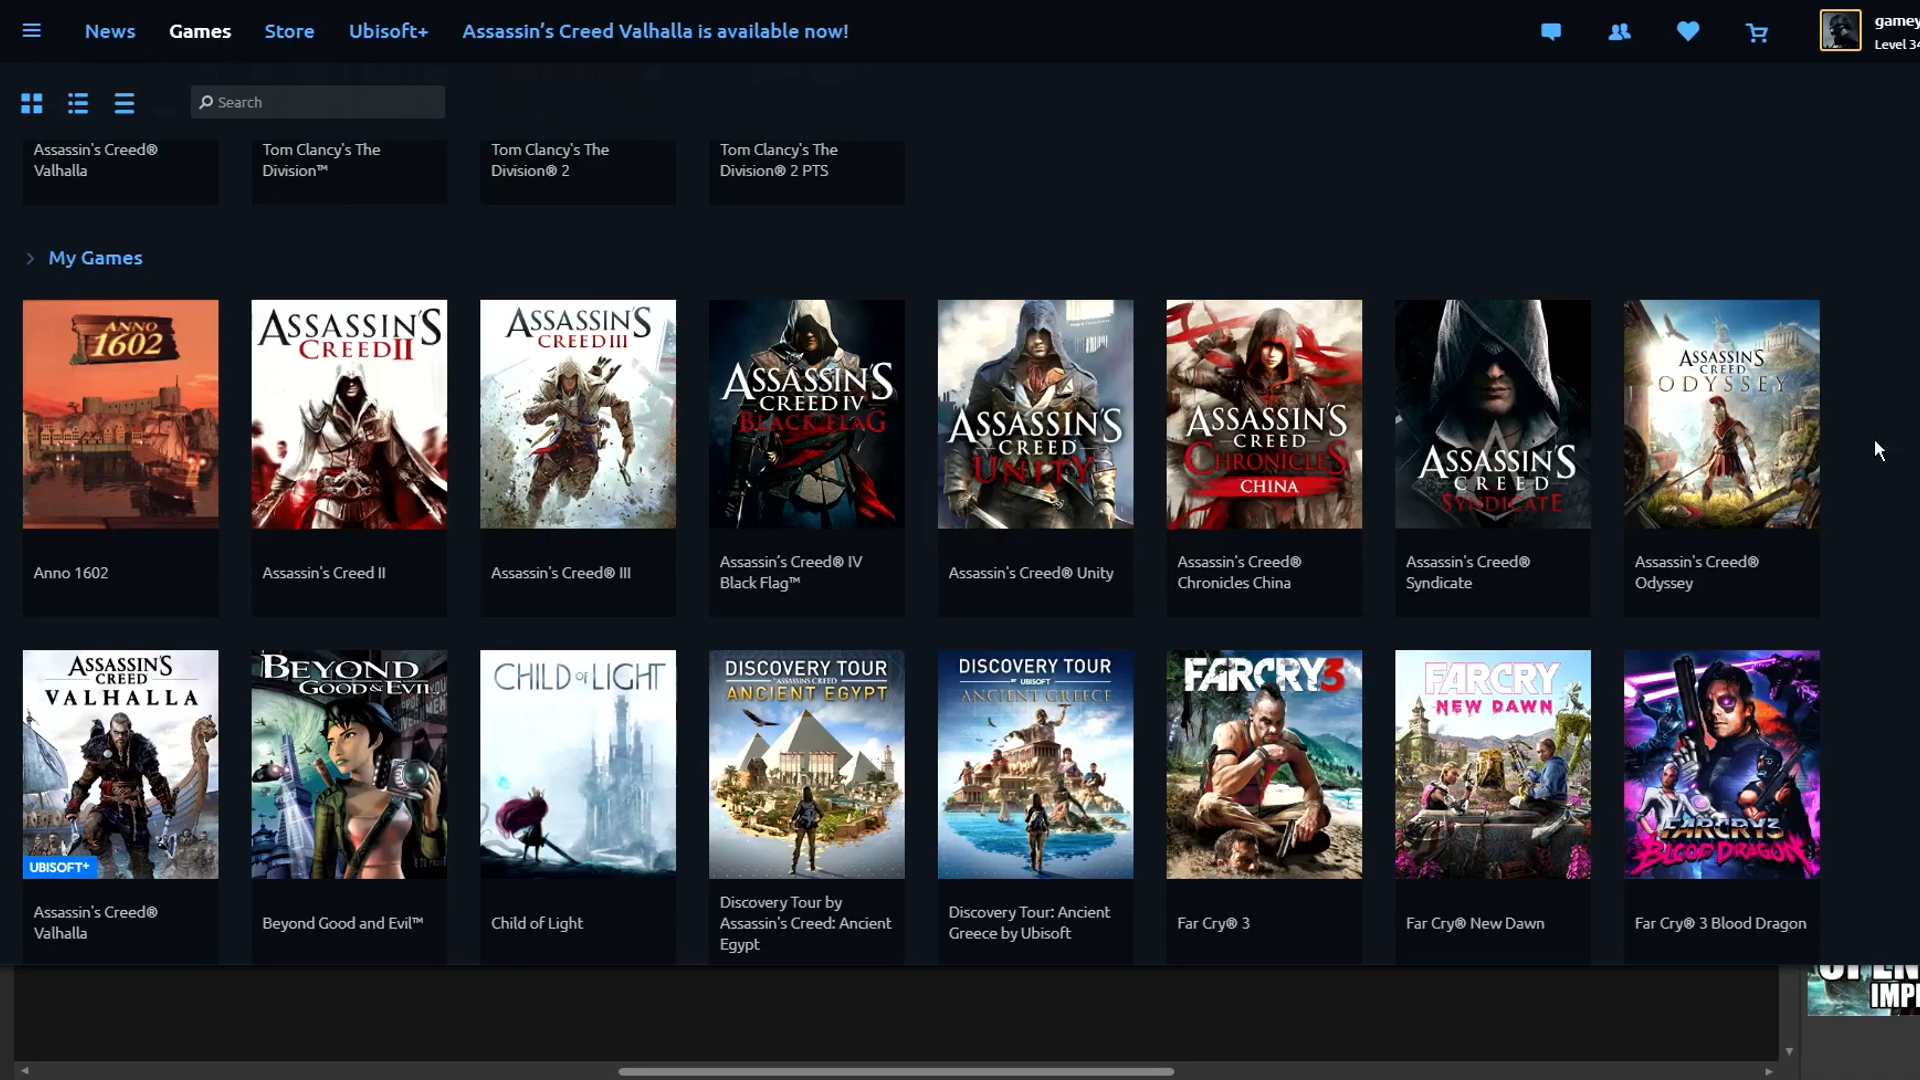 News Games Store Ubisoft+ Assassin’s Creed Valhalla is available now!
gamey
Level 34
Search
Assassin's Creed®
Valhalla
Tom Clancy's The
Division™
Tom Clancy's The
Division® 2
Tom Clancy's The
Division® 2 PTS
My Games
ANNO
1602
ASSASSIN'S
CREED II
ASSASSIN'S
CREED III
ASSASSIN'S
CREED IV
BLACK FLAG
ASSASSIN'S
CREED
UNITY
ASSASSIN'S
CREED
CHRONICLES
CHINA
ASSASSIN'S
CREED
SYNDICATE
ASSASSIN'S
CREED
ODYSSEY
Anno 1602
Assassin's Creed II
Assassin's Creed® III
Assassin’s Creed® IV
Black Flag™
Assassin's Creed® Unity
Assassin's Creed®
Chronicles China
Assassin's Creed®
Syndicate
Assassin's Creed®
Odyssey
ASSASSIN'S
CREED
VALHALLA
UBISOFT+
BEYOND
GOOD & EVIL
CHILD OF LIGHT
DISCOVERY TOUR
BY ASSASSIN'S CREED
ANCIENT EGYPT
DISCOVERY TOUR
BY UBISOFT
ANCIENT GREECE
FARCRY3
FARCRY
NEW DAWN
FARCRY3
BLOOD DRAGON
Assassin's Creed®
Valhalla
Beyond Good and Evil™
Child of Light
Discovery Tour by
Assassin's Creed: Ancient
Egypt
Discovery Tour: Ancient
Greece by Ubisoft
Far Cry® 3
Far Cry® New Dawn
Far Cry® 3 Blood Dragon
OPEN
IMP